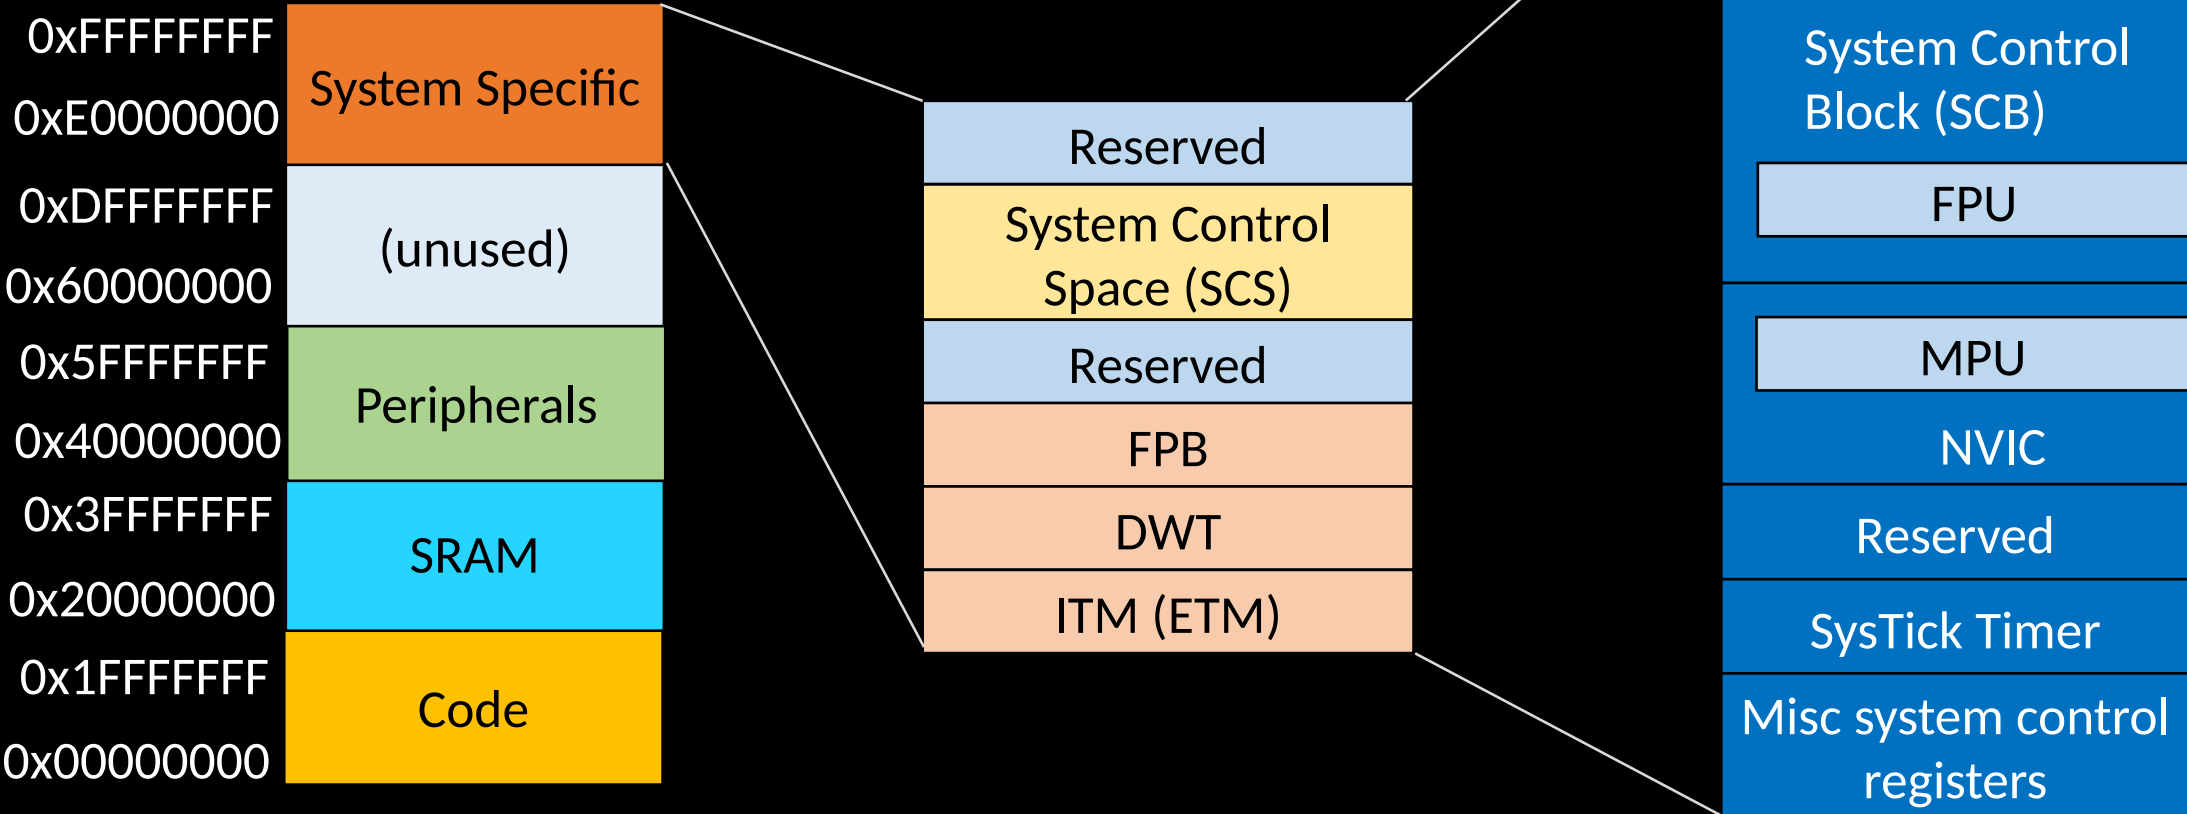 0xFFFFFFFF
System Specific
0xE0000000
0xDFFFFFFF
(unused)
0x60000000
0x5FFFFFFF
Peripherals
0x40000000
0x3FFFFFFF
SRAM
0x20000000
0x1FFFFFFF
Code
0x00000000
Reserved
System Control
Space (SCS)
Reserved
FPB
DWT
ITM (ETM)
System Control
Block (SCB)
FPU
MPU
NVIC
Reserved
SysTick Timer
Misc system control
registers